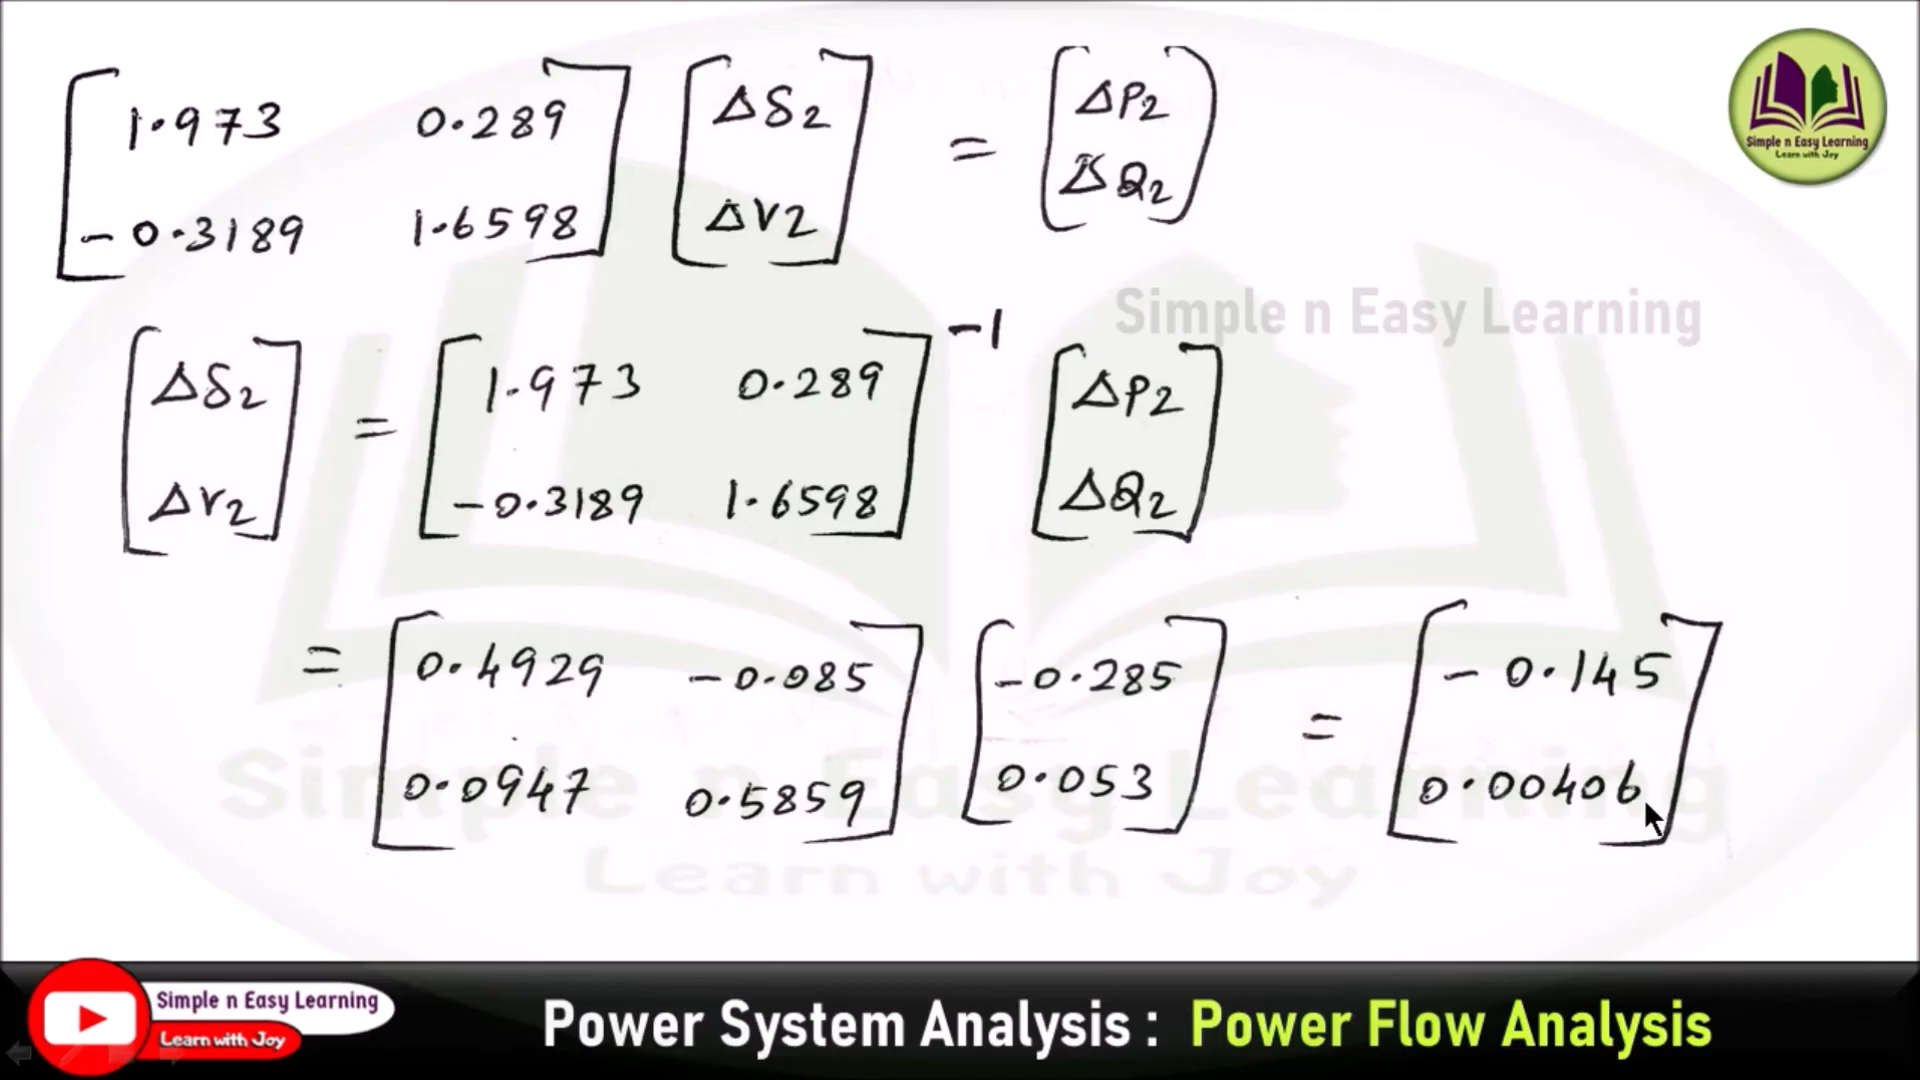 [1.973 0.289] [Δδ2] = [ΔP2]
[-0.3189 1.6598] [ΔV2] [ΔQ2]
Simple n Easy Learning
Learn with Joy
Simple n Easy Learning
[Δδ2] = [1.973 0.289]^-1 [ΔP2]
[ΔV2] [-0.3189 1.6598] [ΔQ2]
= [0.4929 -0.085] [-0.285] = [-0.145]
[0.0947 0.5859] [0.053] [0.00406]
Simple n Easy Learning
Learn with Joy
Simple n Easy Learning
Learn with Joy
Power System Analysis : Power Flow Analysis